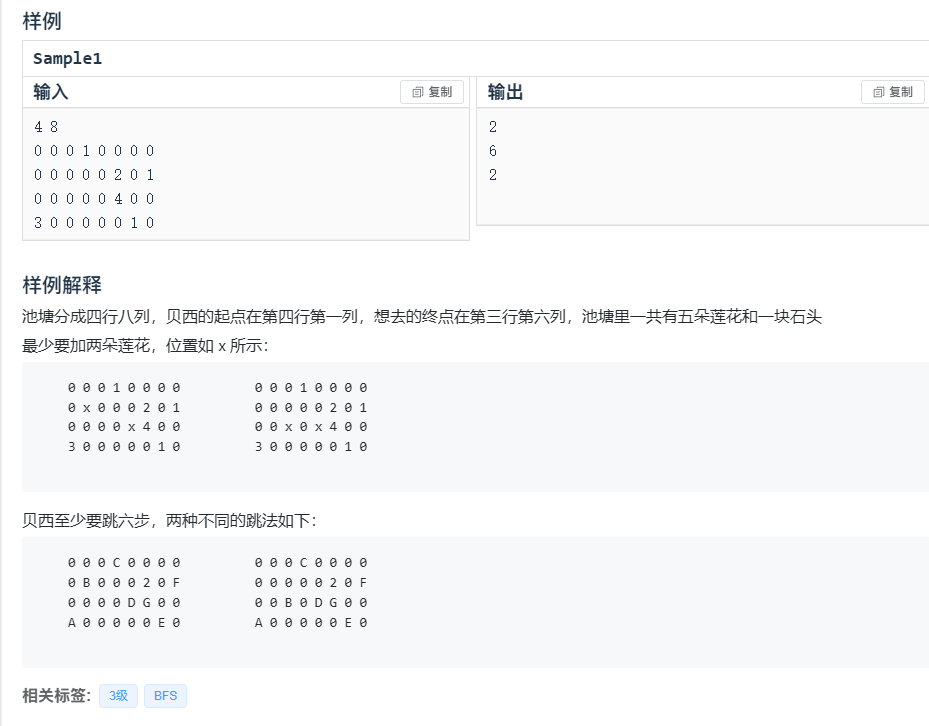 样例
Sample1
输入
复制
4 8
0 0 0 1 0 0 0 0
0 0 0 0 0 2 0 1
0 0 0 0 0 4 0 0
3 0 0 0 0 0 1 0
输出
复制
2
6
2
样例解释
池塘分成四行八列，贝西的起点在第四行第一列，想去的终点在第三行第六列，池塘里一共有五朵莲花和一块石头
最少要加两朵莲花，位置如 x 所示：
0 0 0 1 0 0 0 0 0 0 0 1 0 0 0 0
0 x 0 0 0 2 0 1 0 0 0 0 0 2 0 1
0 0 0 0 x 4 0 0 0 0 x 0 x 4 0 0
3 0 0 0 0 0 1 0 3 0 0 0 0 0 1 0
贝西至少要跳六步，两种不同的跳法如下：
0 0 0 C 0 0 0 0 0 0 0 C 0 0 0 0
0 B 0 0 0 2 0 F 0 0 0 0 0 2 0 F
0 0 0 0 D G 0 0 0 0 B 0 D G 0 0
A 0 0 0 0 0 E 0 A 0 0 0 0 0 E 0
相关标签： 3级 BFS